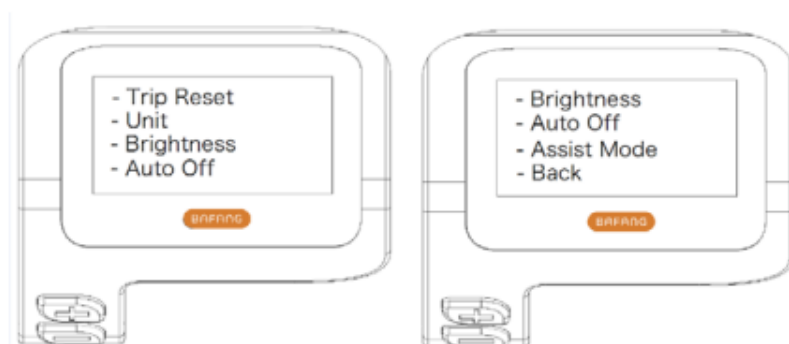 - Trip Reset
- Unit
- Brightness
- Auto Off
BAFANG
- Brightness
- Auto Off
- Assist Mode
- Back
BAFANG